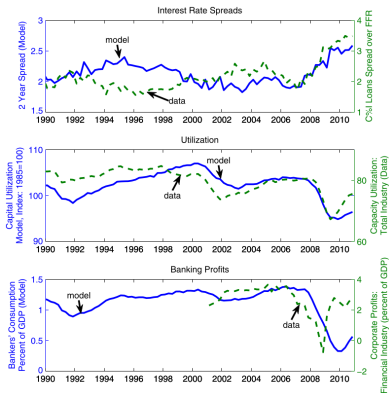 Interest Rate Spreads
2 Year Spread (Model)
3
2.5
2
1.5
model
data
4
3
2
1
0
C%I Loans Spread over FFR
1990 1992 1994 1996 1998 2000 2002 2004 2006 2008 2010
Utilization
Capital Utilization
Model, Index: 1985=100)
110
100
90
model
data
80
60
Capacity Utilization:
Total Industry (Data)
1990 1992 1994 1996 1998 2000 2002 2004 2006 2008 2010
Banking Profits
Bankers' Consumption
Percent of GDP (Model)
1.5
1
0.5
0
model
data
4
2
0
−2
−4
Corporate Profits:
Financial Industry (percent of GDP)
1990 1992 1994 1996 1998 2000 2002 2004 2006 2008 2010